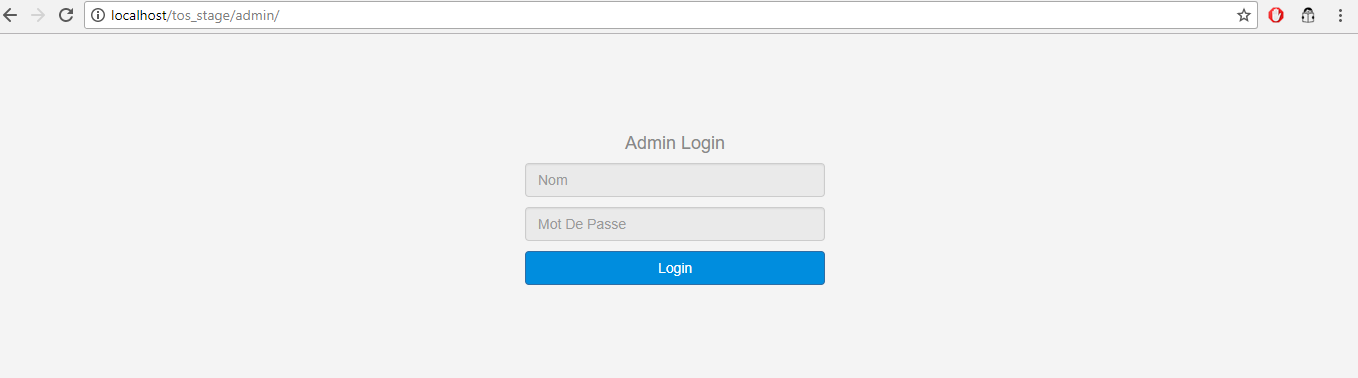 localhost/tos_stage/admin/
Admin Login
Nom
Mot De Passe
Login